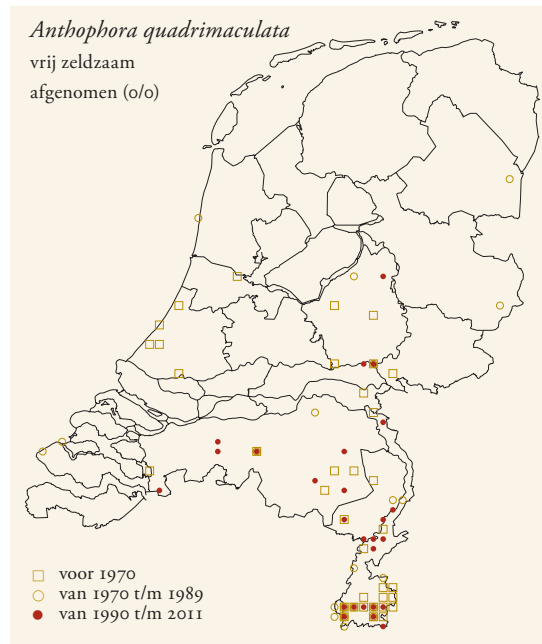 Anthophora quadrimaculata
vrij zeldzaam
afgenomen (0/0)
voor 1970
van 1970 t/m 1989
van 1990 t/m 2011